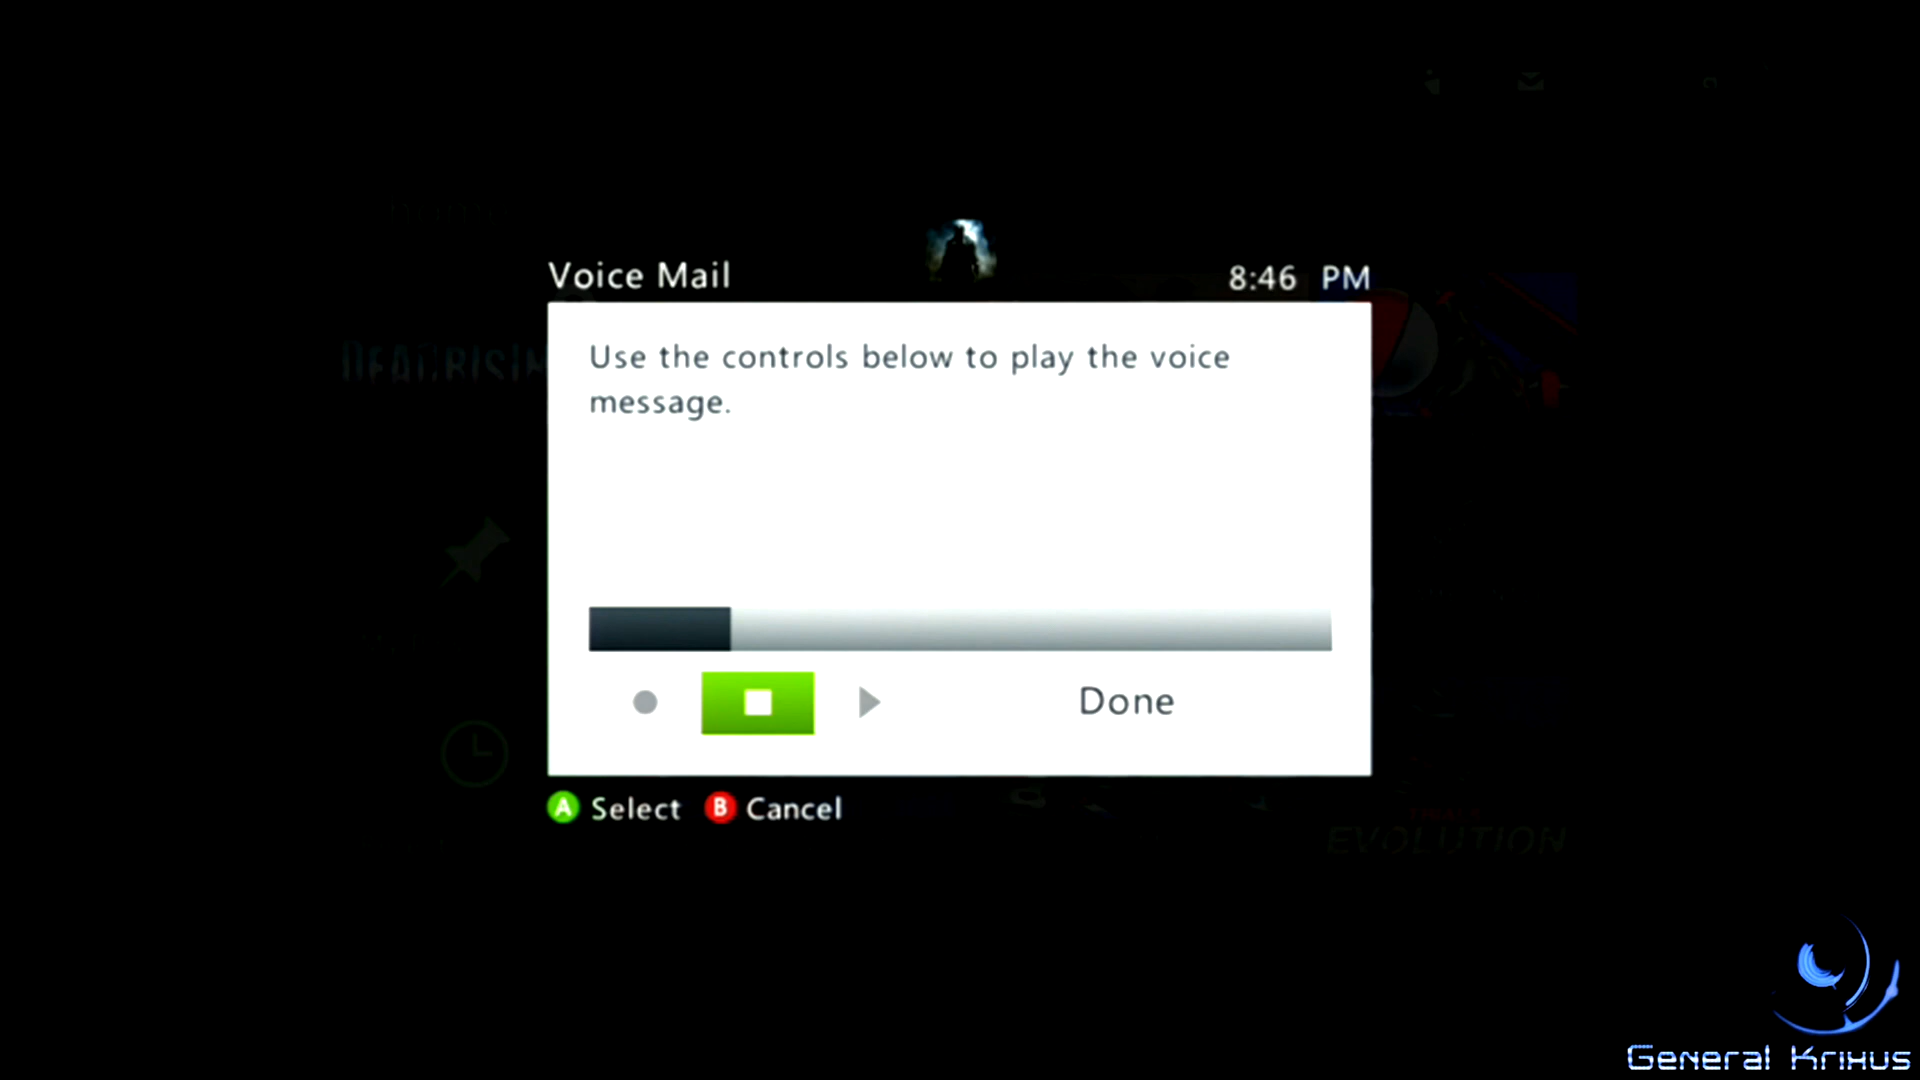 Voice Mail
8:46 PM
Use the controls below to play the voice
message.
Done
A Select B Cancel
EVOLUTION
General Krixus